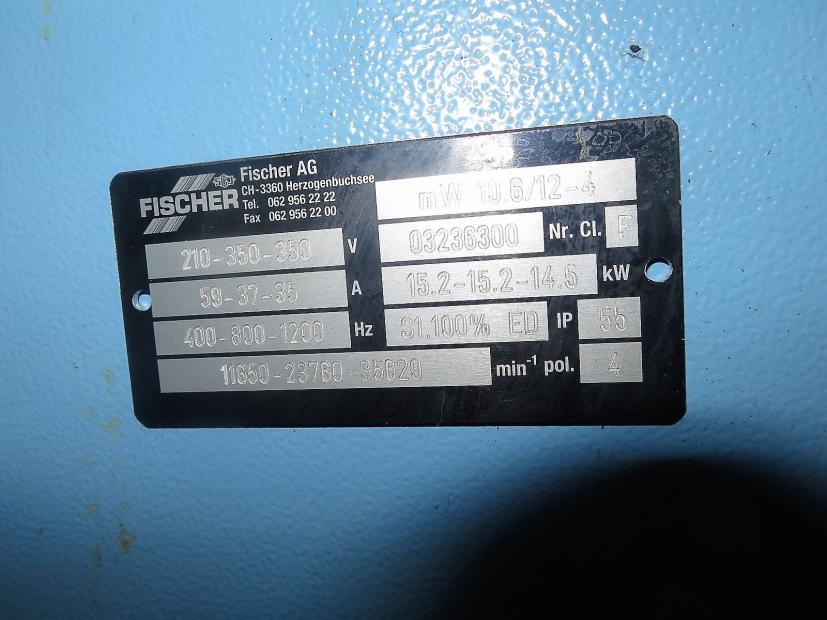 FISCHER
Fischer AG
CH-3360 Herzogenbuchsee
Tel. 062 956 22 22
Fax 062 956 22 00
mW 10.6/12-4
210-350-350 V
03236300 Nr. Cl. F
59-37-35 A
15.2-15.2-14.5 kW
400-800-1200 Hz
S1.100% ED IP 55
11650-23760-35620 min-1 pol. 4